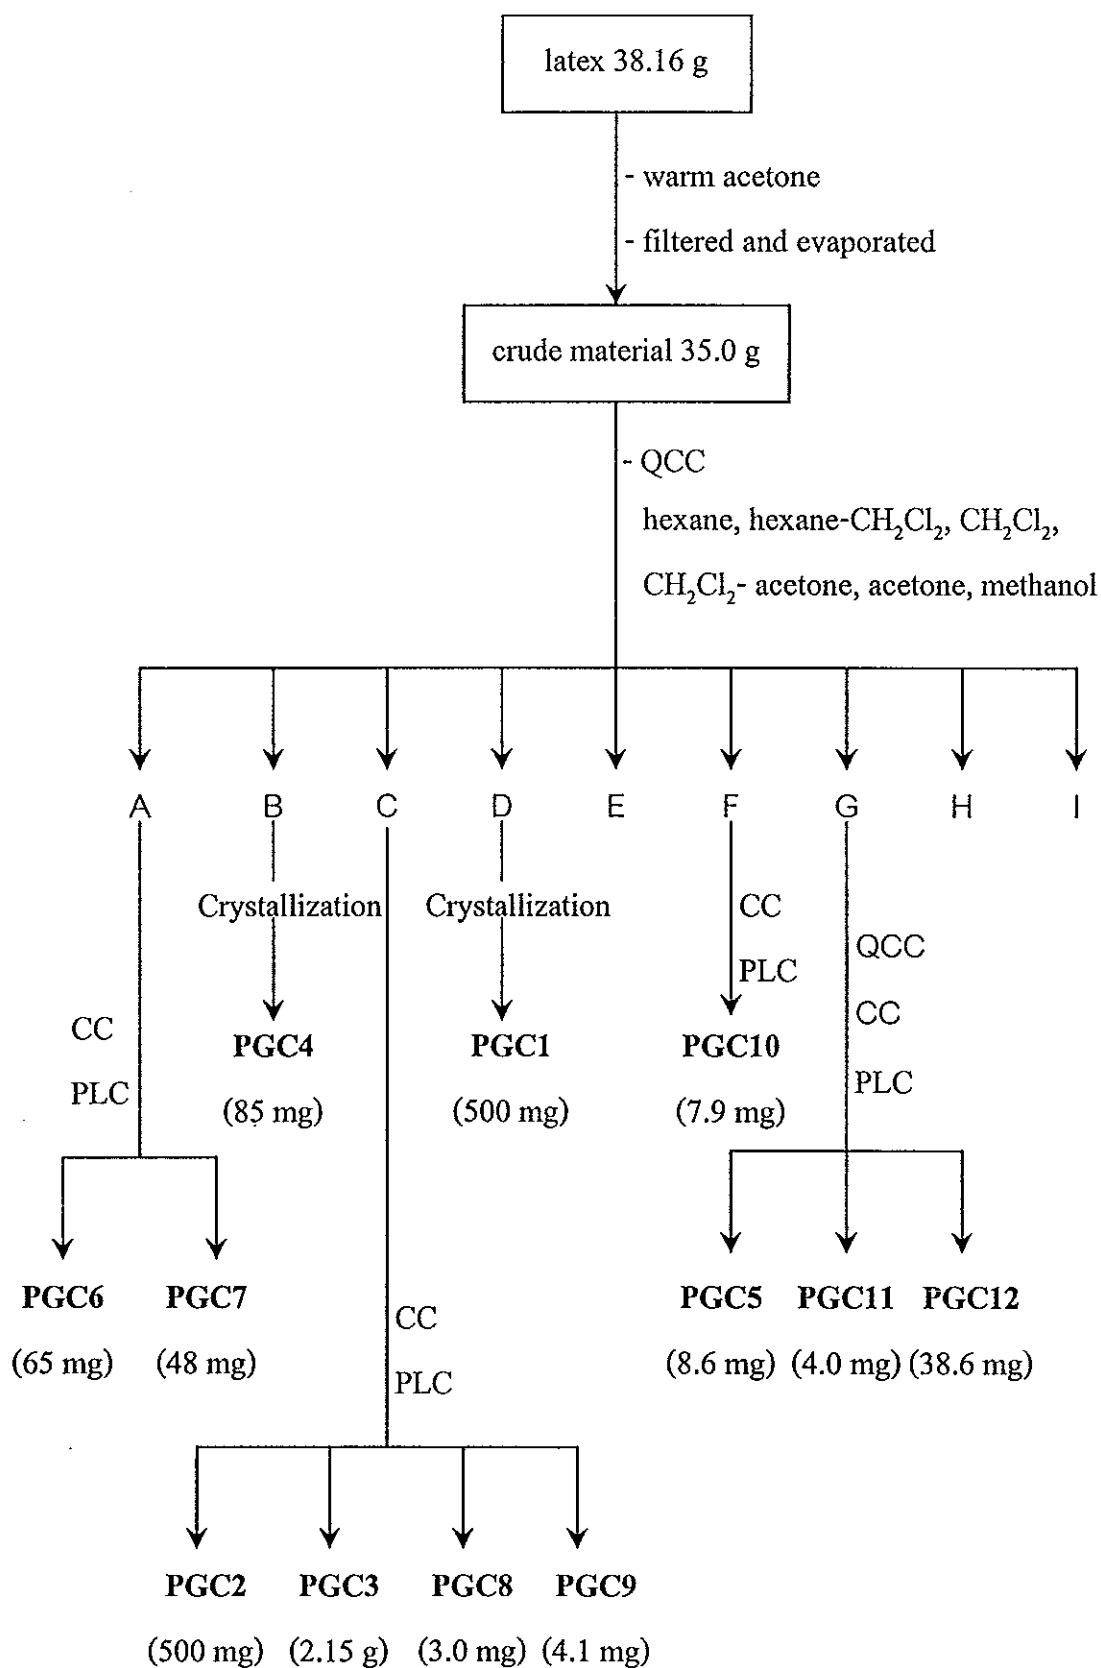 latex 38.16 g
- warm acetone
- filtered and evaporated
crude material 35.0 g
- QCC
hexane, hexane-CH₂Cl₂, CH₂Cl₂,
CH₂Cl₂- acetone, acetone, methanol
A B C D E F G H I
Crystallization Crystallization CC
QCC
PLC
CC
CC
PGC4 PGC1 PGC10
PLC
PLC
(85 mg) (500 mg) (7.9 mg)
PGC6 PGC7 PGC5 PGC11 PGC12
CC
(65 mg) (48 mg) (8.6 mg) (4.0 mg) (38.6 mg)
PLC
PGC2 PGC3 PGC8 PGC9
(500 mg) (2.15 g) (3.0 mg) (4.1 mg)